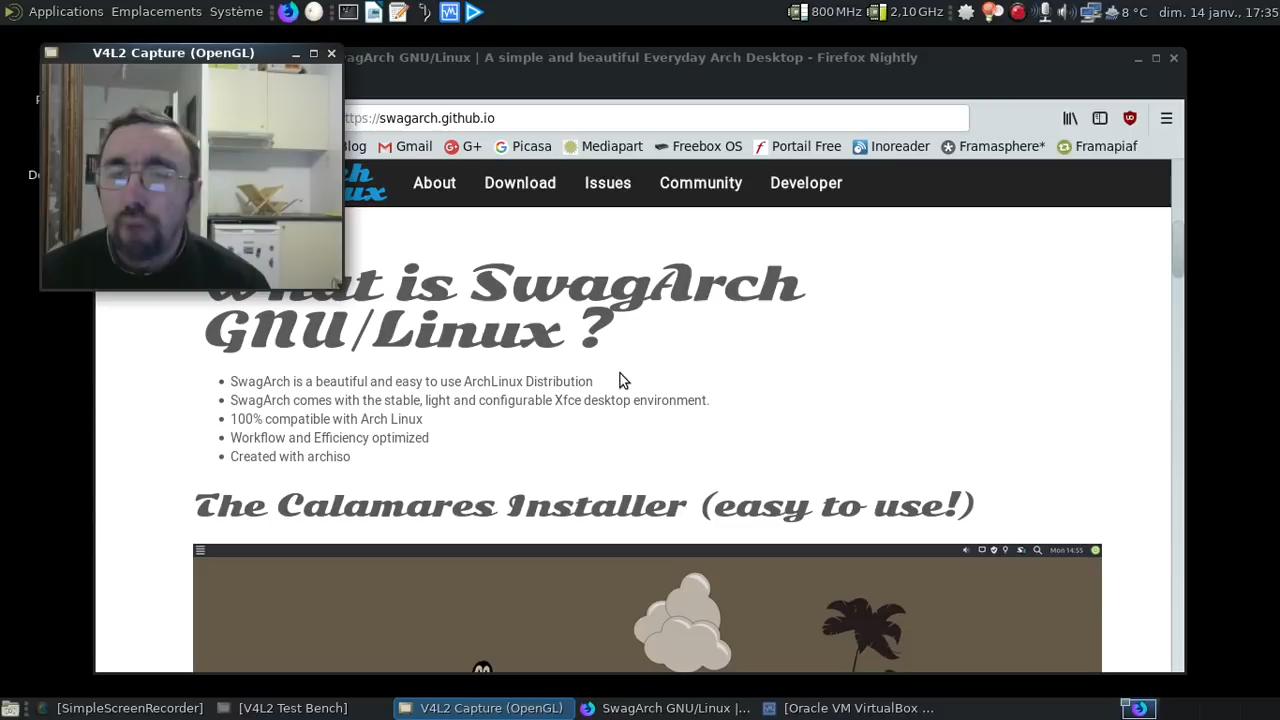 Applications Emplacements Système 800 MHz 2,10 GHz 8 °C dim. 14 janv., 17:35
V4L2 Capture (OpenGL)
SwagArch GNU/Linux | A simple and beautiful Everyday Arch Desktop - Firefox Nightly
ttps://swagarch.github.io
Blog Gmail G+ Picasa Mediapart Freebox OS Portail Free Inoreader Framasphere* Framapiaf
About Download Issues Community Developer
What is SwagArch
GNU/Linux ?
• SwagArch is a beautiful and easy to use ArchLinux Distribution
• SwagArch comes with the stable, light and configurable Xfce desktop environment.
• 100% compatible with Arch Linux
• Workflow and Efficiency optimized
• Created with archiso
The Calamares Installer (easy to use!)
Mon 14:55
[SimpleScreenRecorder] [V4L2 Test Bench] V4L2 Capture (OpenGL) SwagArch GNU/Linux |... [Oracle VM VirtualBox ...